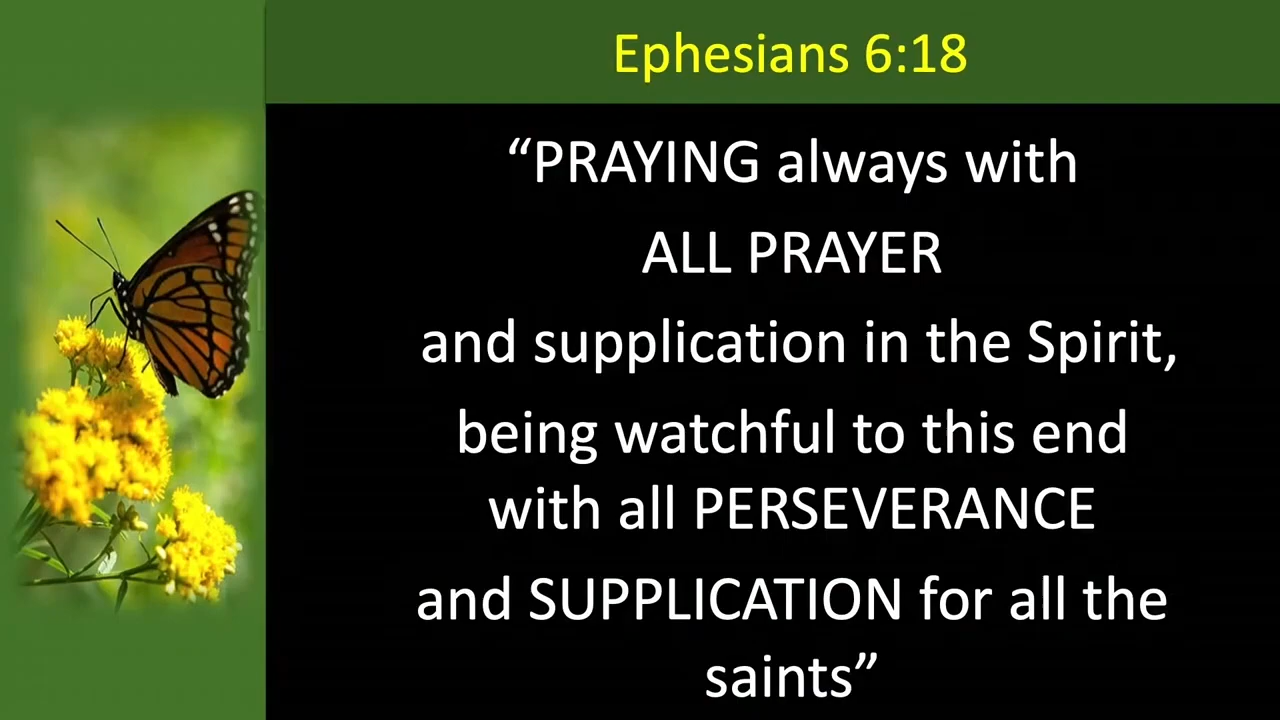 Ephesians 6:18
“PRAYING always with
ALL PRAYER
and supplication in the Spirit,
being watchful to this end
with all PERSEVERANCE
and SUPPLICATION for all the
saints”